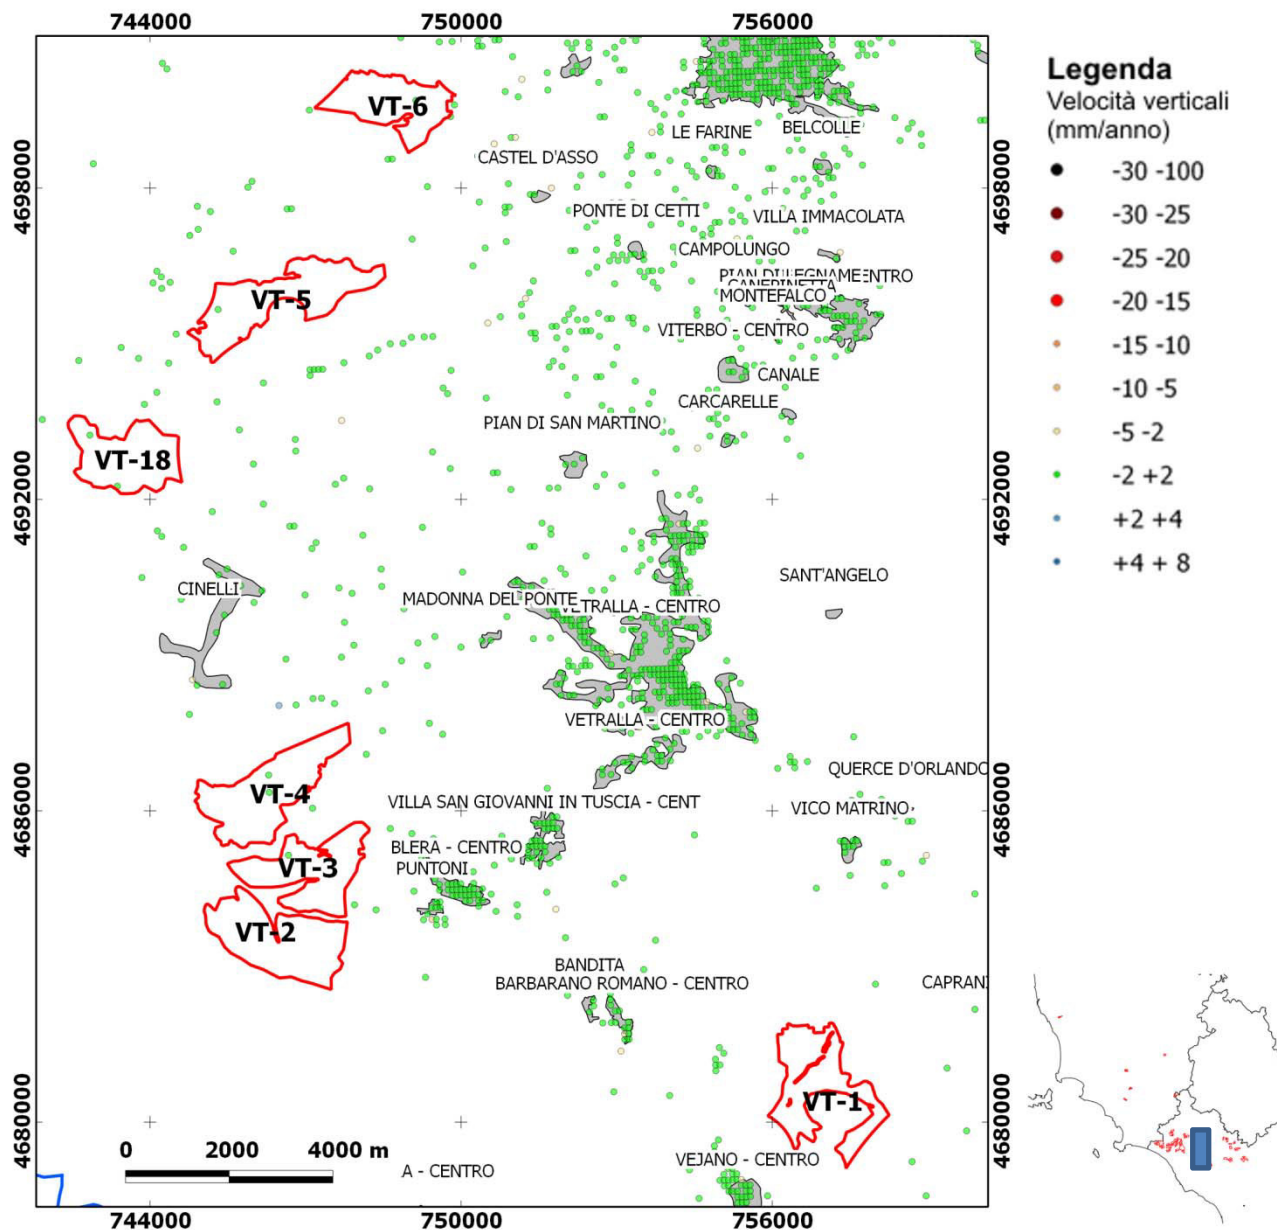 744000
750000
756000
4698000
4698000
4692000
4692000
4686000
4686000
4680000
4680000
VT-6
LE FARINE
BELCOLLE
CASTEL D'ASSO
PONTE DI CETTI
VILLA IMMACOLATA
CAMPOLUNGO
VT-5
MONTEFALCO
VITERBO - CENTRO
CANALE
CARCARELLE
PIAN DI SAN MARTINO
VT-18
SANT'ANGELO
CINELLI
MADONNA DEL PONTE
VETRALLA - CENTRO
VETRALLA - CENTRO
QUERCE D'ORLANDO
VT-4
VILLA SAN GIOVANNI IN TUSCIA - CENT
VICO MATRINO
BLERA - CENTRO
PUNTONI
VT-3
VT-2
BANDITA
BARBARANO ROMANO - CENTRO
CAPRAN
VT-1
VEJANO - CENTRO
A - CENTRO
0 2000 4000 m
744000
750000
756000
Legenda
Velocità verticali
(mm/anno)
-30 -100
-30 -25
-25 -20
-20 -15
-15 -10
-10 -5
-5 -2
-2 +2
+2 +4
+4 + 8